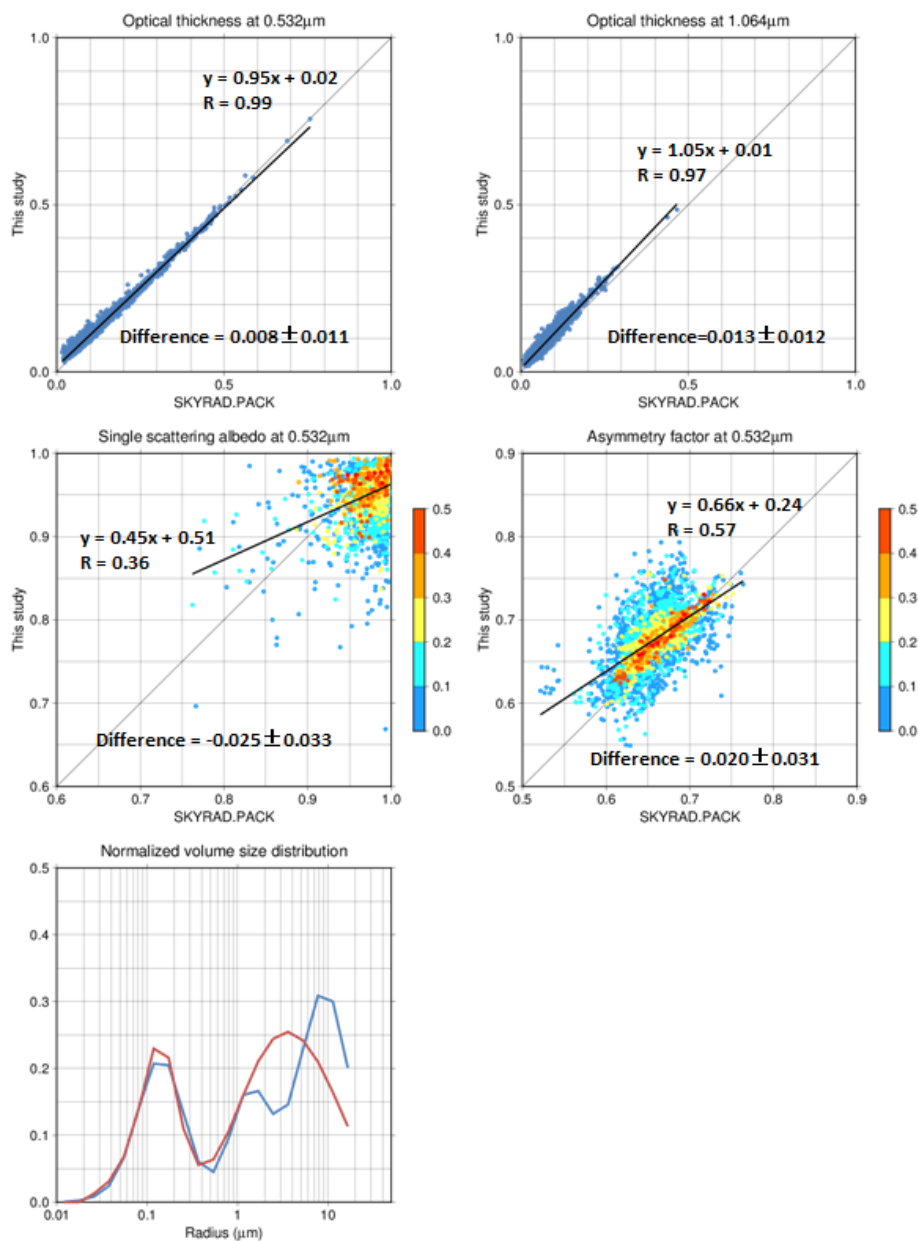 Optical thickness at 0.532μm
1.0
0.5
0.0
This study
y = 0.95x + 0.02
R = 0.99
Difference = 0.008 ± 0.011
0.0 0.5 1.0
SKYRAD.PACK
Optical thickness at 1.064μm
1.0
0.5
0.0
This study
y = 1.05x + 0.01
R = 0.97
Difference=0.013 ± 0.012
0.0 0.5 1.0
SKYRAD.PACK
Single scattering albedo at 0.532μm
1.0
0.9
0.8
0.7
0.6
This study
y = 0.45x + 0.51
R = 0.36
Difference = -0.025 ± 0.033
0.6 0.7 0.8 0.9 1.0
SKYRAD.PACK
0.5
0.4
0.3
0.2
0.1
0.0
Asymmetry factor at 0.532μm
0.9
0.8
0.7
0.6
0.5
This study
y = 0.66x + 0.24
R = 0.57
Difference = 0.020 ± 0.031
0.5 0.6 0.7 0.8 0.9
SKYRAD.PACK
0.5
0.4
0.3
0.2
0.1
0.0
Normalized volume size distribution
0.5
0.4
0.3
0.2
0.1
0.0
0.01 0.1 1 10
Radius (μm)